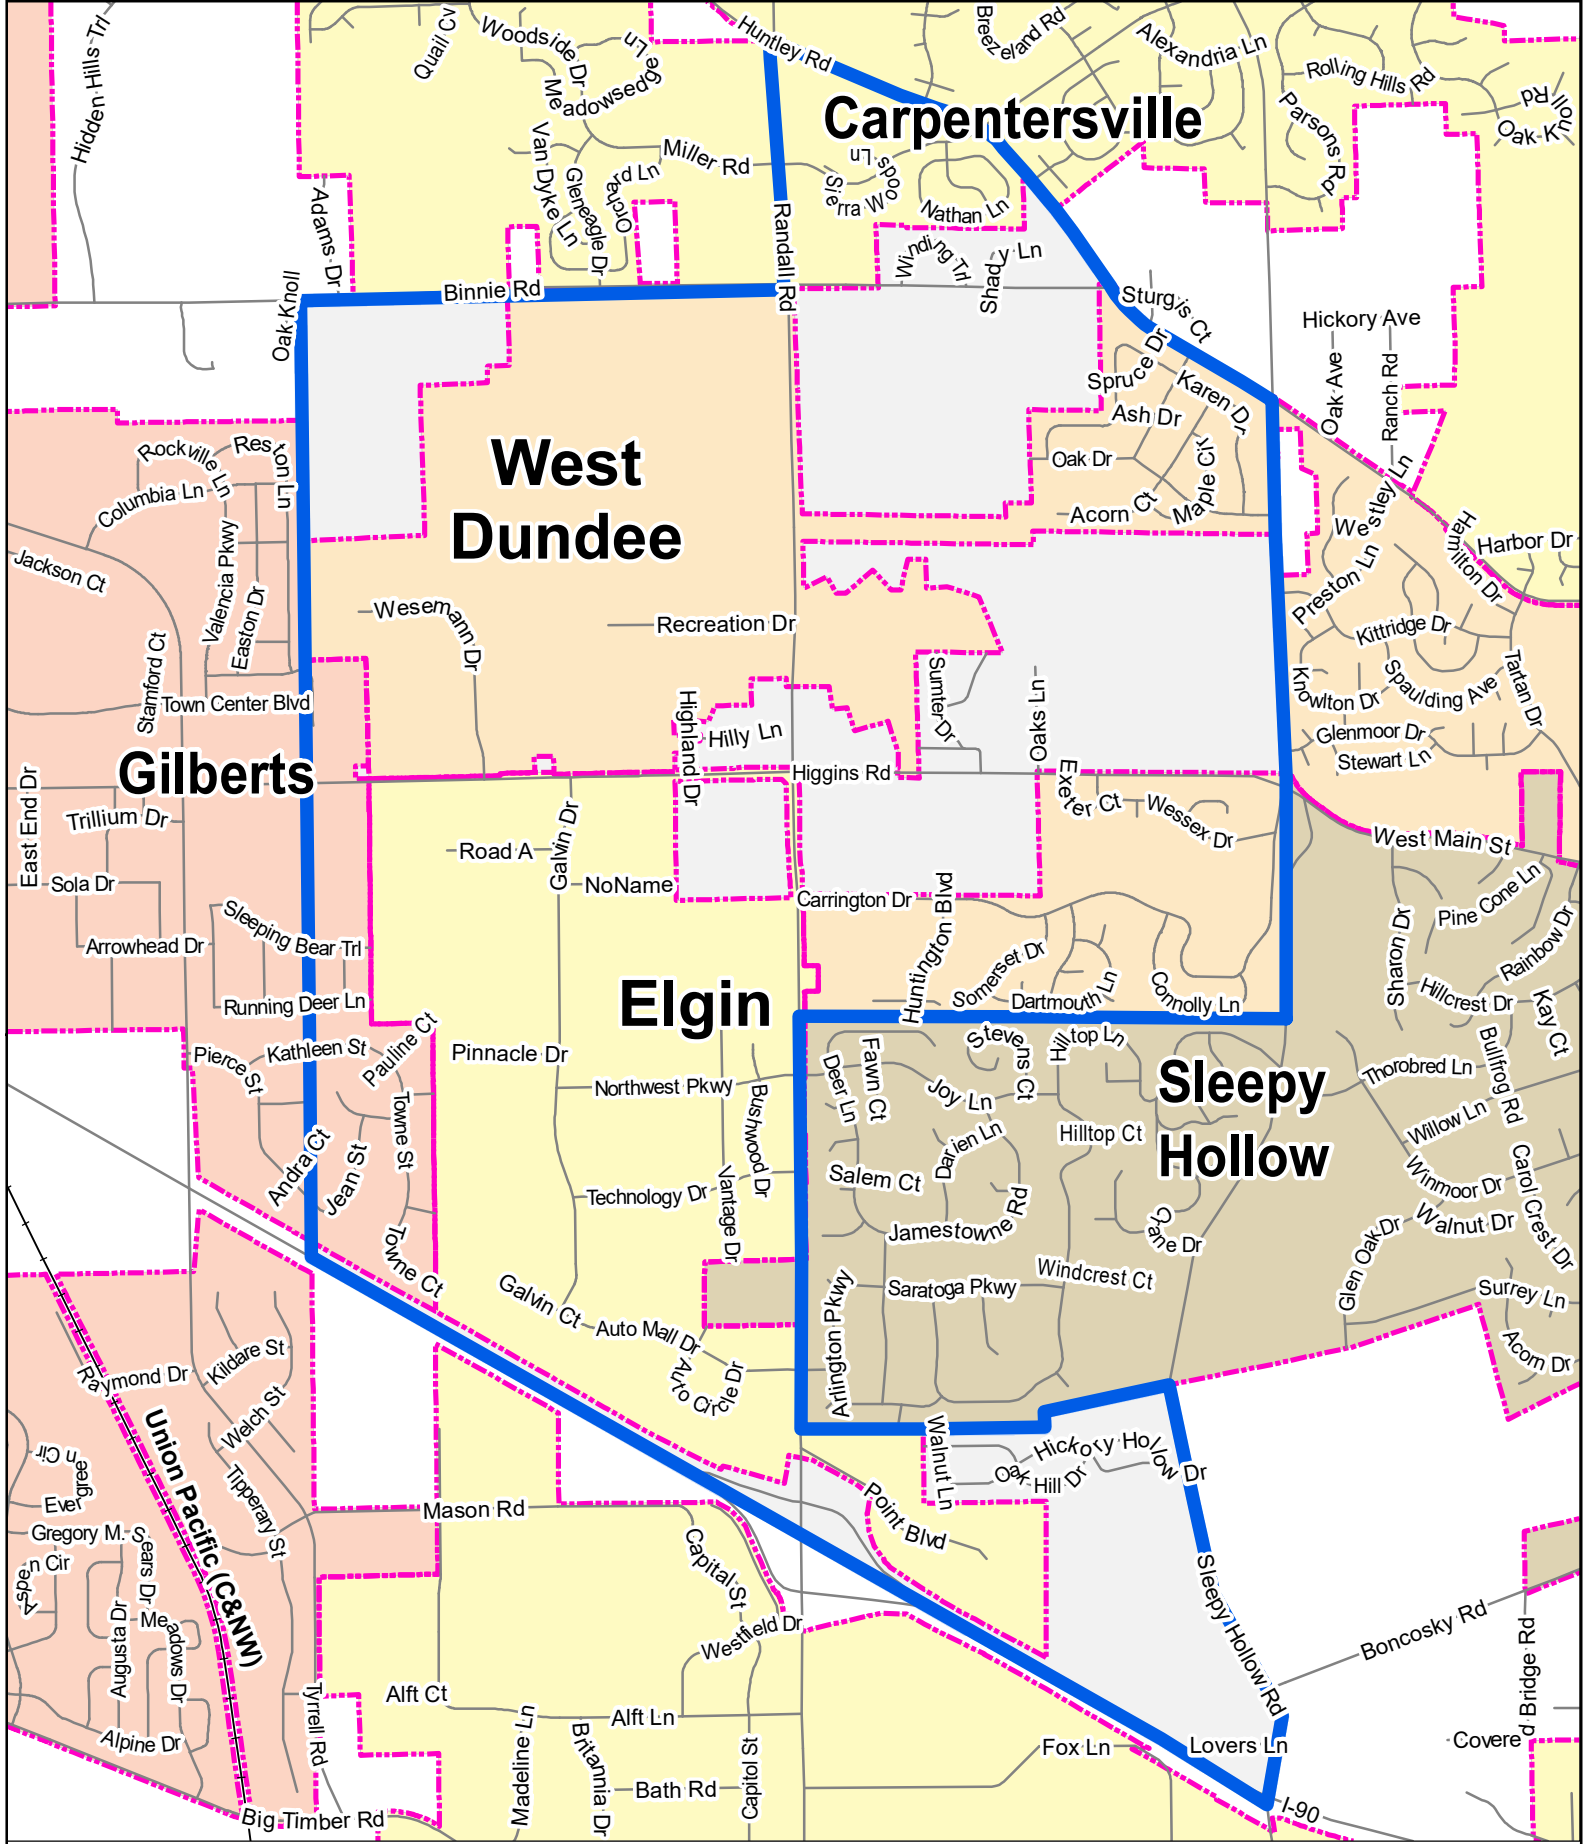 Hidden Hills Trl
Quail Cv
Woodside Dr
Meadowsedge Ln
Huntley Rd
Breezeland Rd
Alexandria Ln
Rolling Hills Rd
Oak Knoll Rd
Parsons Rd
Carpentersville
Adams Dr
Van Dyke Ln
Gleneagle Dr
Orchard Ln
Miller Rd
Sierra Woods Ln
Nathan Ln
Winding Trl
Shady Ln
Randall Rd
Binnie Rd
Oak Knoll
Sturgis Ct
Hickory Ave
Oak Ave
Ranch Rd
Spruce Dr
Karen Dr
Ash Dr
Oak Dr
Maple Cir
Acorn Ct
Rockville Ln
Reston Ln
Columbia Ln
West
Dundee
Westley Ln
Hamilton Dr
Harbor Dr
Jackson Ct
Valencia Pkwy
Easton Dr
Stamford Ct
Town Center Blvd
Wesemann Dr
Recreation Dr
Preston Ln
Kittridge Dr
Knowlton Dr
Spaulding Ave
Tartan Dr
Glenmoor Dr
Stewart Ln
Sumter Dr
Oaks Ln
Highland Dr
Hilly Ln
Higgins Rd
Gilberts
East End Dr
Trillium Dr
Sola Dr
Arrowhead Dr
Sleeping Bear Trl
Running Deer Ln
Road A
Galvin Dr
NoName
Exeter Ct
Wessex Dr
West Main St
Carrington Dr
Huntington Blvd
Somerset Dr
Dartmouth Ln
Connolly Ln
Sharon Dr
Pine Cone Ln
Rainbow Dr
Hillcrest Dr
Kay Ct
Elgin
Pierce St
Kathleen St
Pauline Ct
Towne St
Andra Ct
Jean St
Towne Ct
Pinnacle Dr
Northwest Pkwy
Bushwood Dr
Technology Dr
Vantage Dr
Deer Ln
Fawn Ct
Stevens Ct
Hilltop Ln
Joy Ln
Darien Ln
Hilltop Ct
Salem Ct
Jamestowne Rd
Crane Dr
Sleepy
Hollow
Thorobred Ln
Bullfrog Rd
Willow Ln
Winmoor Dr
Carol Crest Dr
Walnut Dr
Glen Oak Dr
Surrey Ln
Acorn Dr
Windcrest Ct
Saratoga Pkwy
Arlington Pkwy
Galvin Ct
Auto Mall Dr
Auto Circle Dr
Raymond Dr
Kildare St
Welch St
Tipperary St
Union Pacific (C&NW)
Evergreen Cir
Gregory M. Sears Dr
Aspen Cir
Augusta Dr
Meadows Dr
Alpine Dr
Tyrrell Rd
Big Timber Rd
Mason Rd
Capital St
Westfield Dr
Alft Ct
Alft Ln
Madeline Ln
Britannia Dr
Bath Rd
Capitol St
Walnut Ln
Oak Hill Dr
Hickory Hollow Dr
Point Blvd
Sleepy Hollow Rd
Boncosky Rd
Covered Bridge Rd
Fox Ln
Lovers Ln
I-90